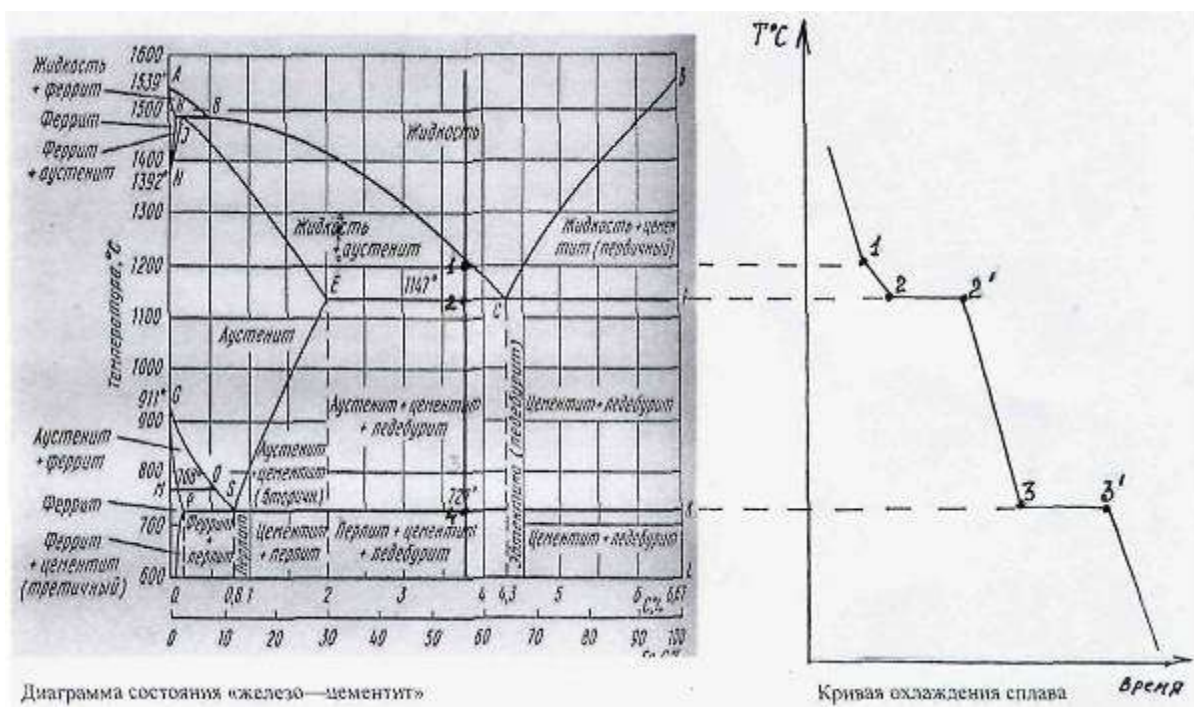 1600
1539°
1500
1400
1392°
1300
1200
1100
1000
911°
900
800
700
600
Температура, °С
Жидкость
+ феррит
Феррит
Феррит
+ аустенит
Аустенит
+ феррит
Феррит
Феррит
+ цементит
(третичный)
A
B
J
N
Жидкость
Жидкость
+
аустенит
Жидкость + цемен
тит (первичный)
1
1147°
2
E
C
Аустенит
G
Аустенит + цементит
+ ледебурит
Цементит + ледебурит
Аустенит
+ цементит
(вторичн)
768°
M
O
P
S
727°
Феррит
+
перлит
Перлит
Цементит
+ перлит
Перлит + цементит
+ ледебурит
Цементит + ледебурит
0 0,8 1 2 3 4 4,3 5 6 С,% 6,67
0 10 20 30 40 50 60 70 80 90 100
Диаграмма состояния «железо—цементит»
T°C
1
2
2'
3
3'
время
Кривая охлаждения сплава